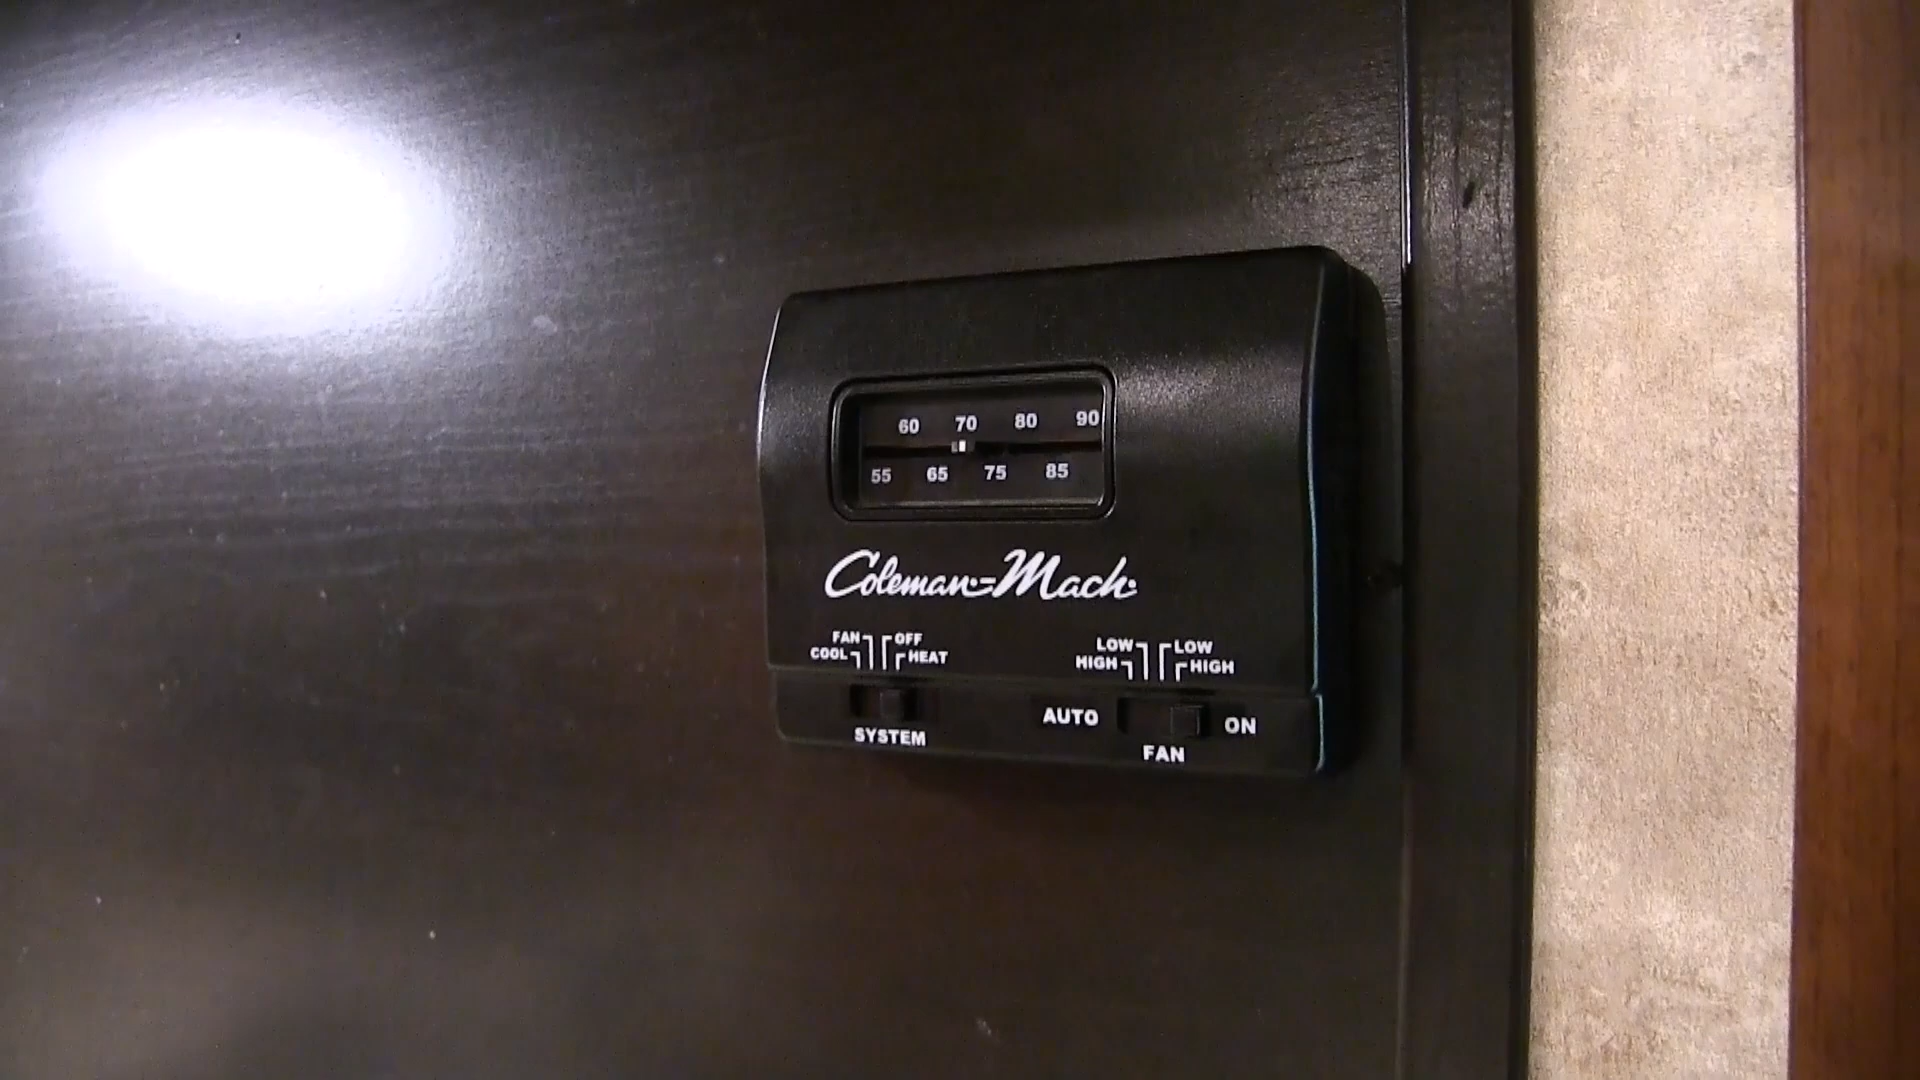 60 70 80 90
55 65 75 85
Coleman-Mach
FAN OFF
COOL HEAT
LOW LOW
HIGH HIGH
AUTO ON
SYSTEM
FAN